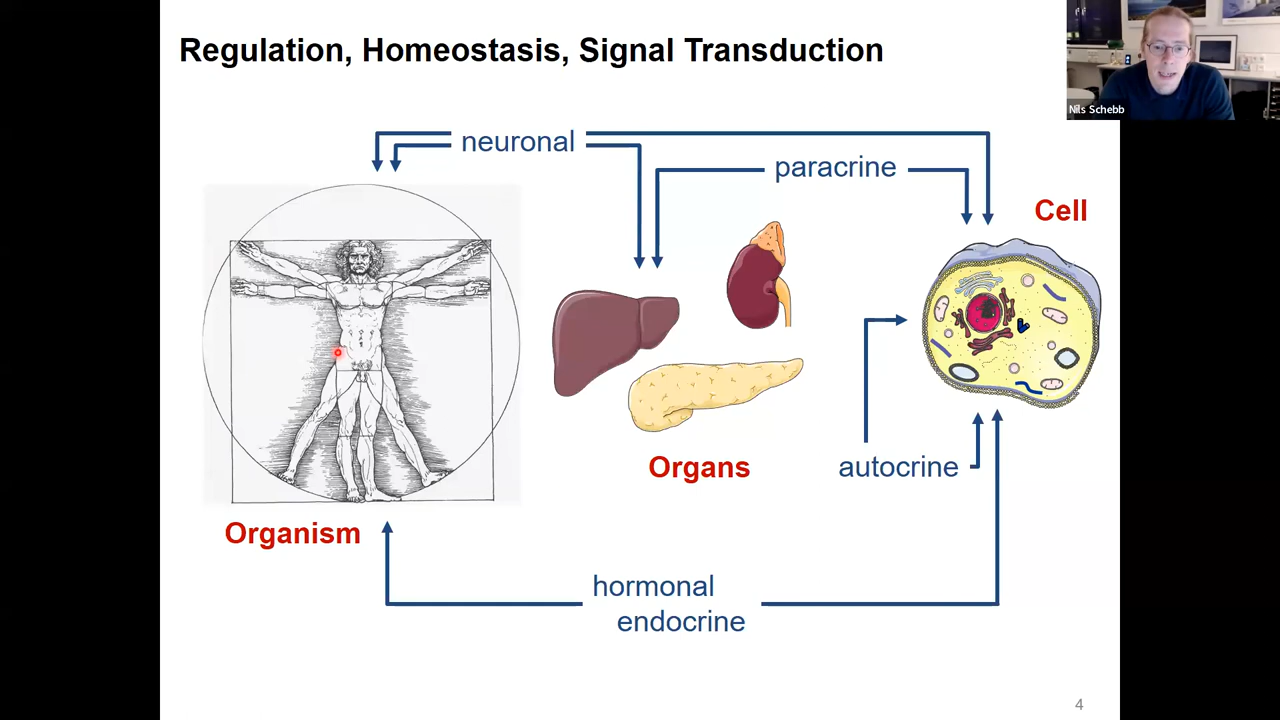 Regulation, Homeostasis, Signal Transduction
Nils Schebb
neuronal
paracrine
Cell
Organs
autocrine
Organism
hormonal
endocrine
4